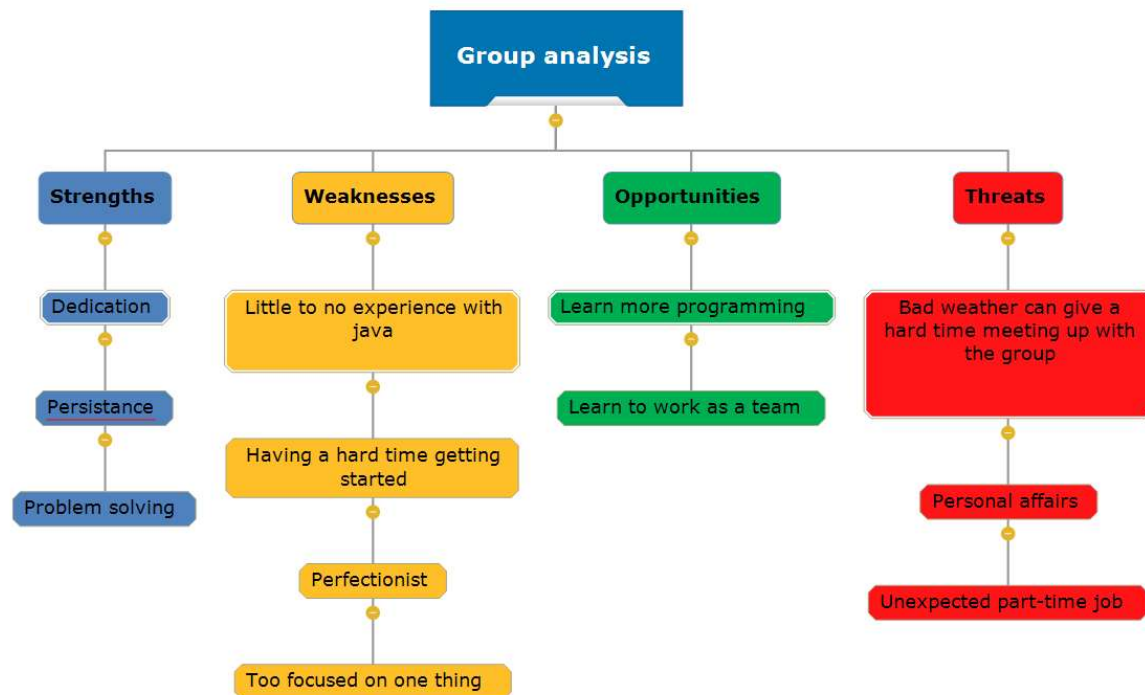 Group analysis
Strengths
Dedication
Persistance
Problem solving
Weaknesses
Little to no experience with
java
Having a hard time getting
started
Perfectionist
Too focused on one thing
Opportunities
Learn more programming
Learn to work as a team
Threats
Bad weather can give a
hard time meeting up with
the group
Personal affairs
Unexpected part-time job